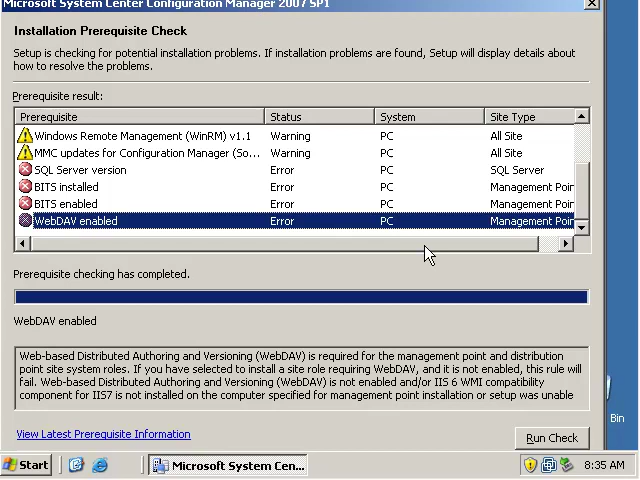 Microsoft System Center Configuration Manager 2007 SP1
Installation Prerequisite Check
Setup is checking for potential installation problems. If installation problems are found, Setup will display details about
how to resolve the problems.
Prerequisite result:
Prerequisite Status System Site Type
Windows Remote Management (WinRM) v1.1 Warning PC All Site
MMC updates for Configuration Manager (So... Warning PC All Site
SQL Server version Error PC SQL Server
BITS installed Error PC Management Poin
BITS enabled Error PC Management Poin
WebDAV enabled Error PC Management Poin
Prerequisite checking has completed.
WebDAV enabled
Web-based Distributed Authoring and Versioning (WebDAV) is required for the management point and distribution
point site system roles. If you have selected to install a site role requiring WebDAV, and it is not enabled, this rule will
fail. Web-based Distributed Authoring and Versioning (WebDAV) is not enabled and/or IIS 6 WMI compatibility
component for IIS7 is not installed on the computer specified for management point installation or setup was unable
View Latest Prerequisite Information
Run Check
Bin
Start
Microsoft System Cen...
8:35 AM